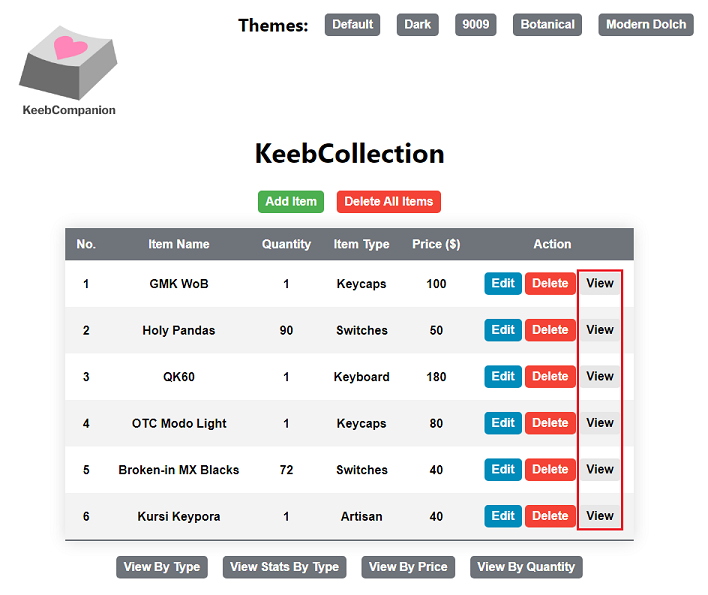 Themes: Default Dark 9009 Botanical Modern Dolch
KeebCompanion
KeebCollection
Add Item Delete All Items
No. Item Name Quantity Item Type Price ($) Action
1 GMK WoB 1 Keycaps 100 Edit Delete View
2 Holy Pandas 90 Switches 50 Edit Delete View
3 QK60 1 Keyboard 180 Edit Delete View
4 OTC Modo Light 1 Keycaps 80 Edit Delete View
5 Broken-in MX Blacks 72 Switches 40 Edit Delete View
6 Kursi Keypora 1 Artisan 40 Edit Delete View
View By Type View Stats By Type View By Price View By Quantity